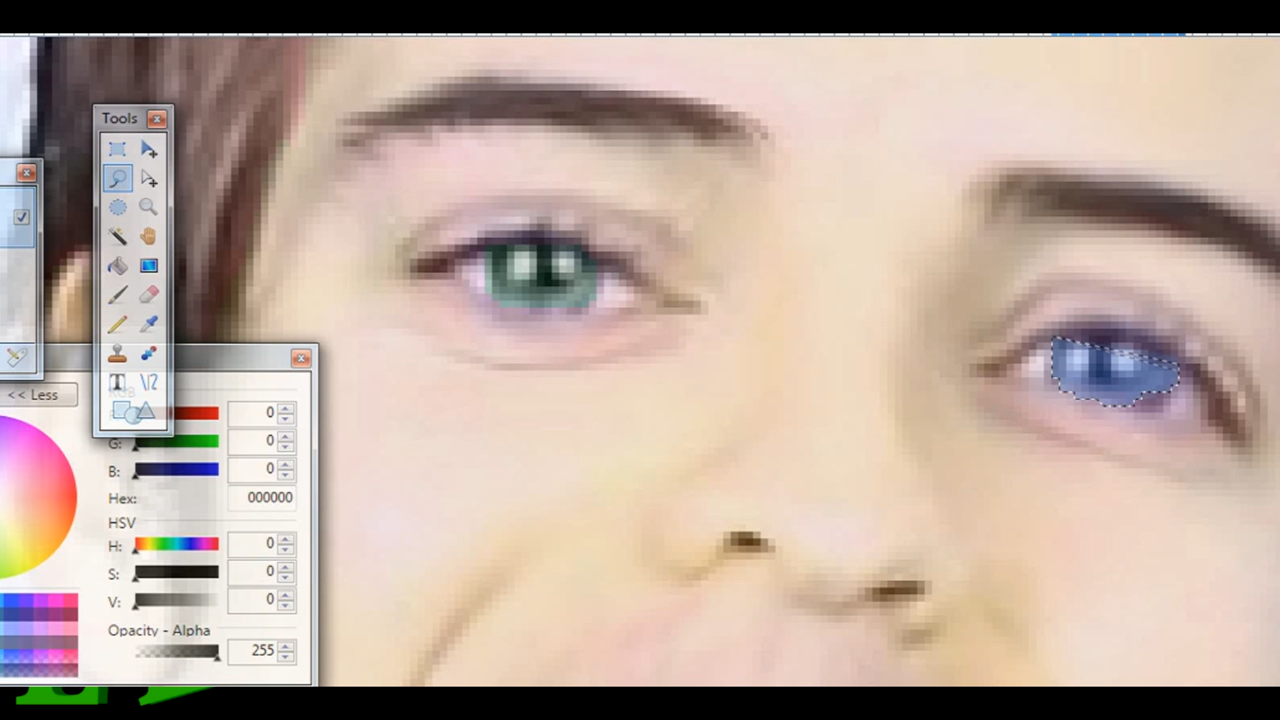 Tools
<< Less
0
G: 0
B: 0
Hex: 000000
HSV
H: 0
S: 0
V: 0
Opacity - Alpha
255